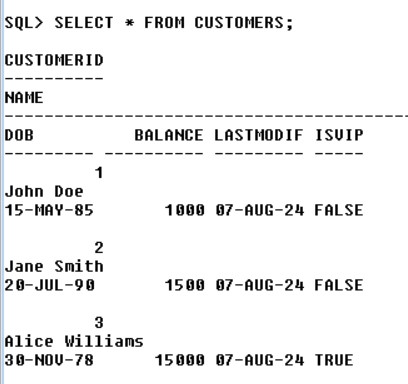 SQL> SELECT * FROM CUSTOMERS;
CUSTOMERID
----------
NAME
--------------------------------------------------
DOB          BALANCE LASTMODIF ISVIP
--------- ---------- --------- -----
         1
John Doe
15-MAY-85       1000 07-AUG-24 FALSE
         2
Jane Smith
20-JUL-90       1500 07-AUG-24 FALSE
         3
Alice Williams
30-NOV-78      15000 07-AUG-24 TRUE